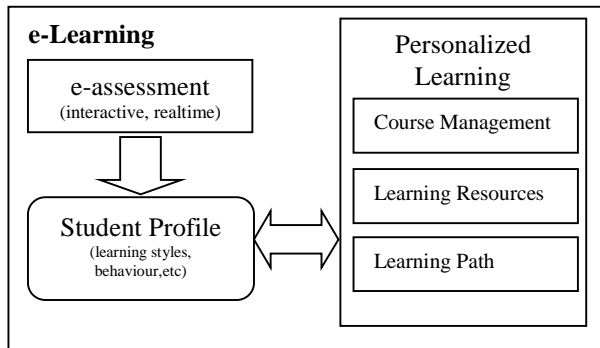 e-Learning
e-assessment
(interactive, realtime)
Student Profile
(learning styles,
behaviour,etc)
Personalized
Learning
Course Management
Learning Resources
Learning Path